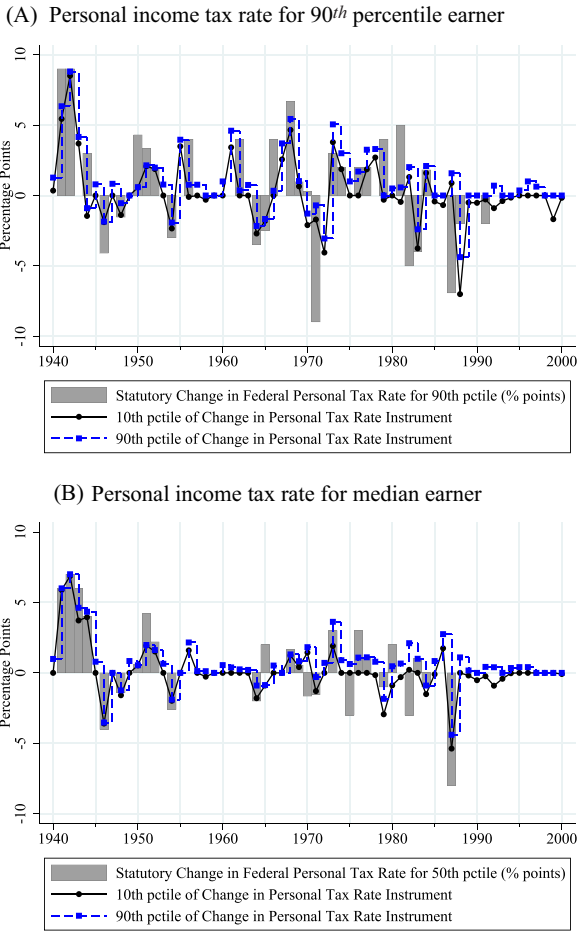 (A) Personal income tax rate for 90th percentile earner
Percentage Points
10
5
0
-5
-10
1940 1950 1960 1970 1980 1990 2000
Statutory Change in Federal Personal Tax Rate for 90th pctile (% points)
10th pctile of Change in Personal Tax Rate Instrument
90th pctile of Change in Personal Tax Rate Instrument
(B) Personal income tax rate for median earner
Percentage Points
10
5
0
-5
-10
1940 1950 1960 1970 1980 1990 2000
Statutory Change in Federal Personal Tax Rate for 50th pctile (% points)
10th pctile of Change in Personal Tax Rate Instrument
90th pctile of Change in Personal Tax Rate Instrument